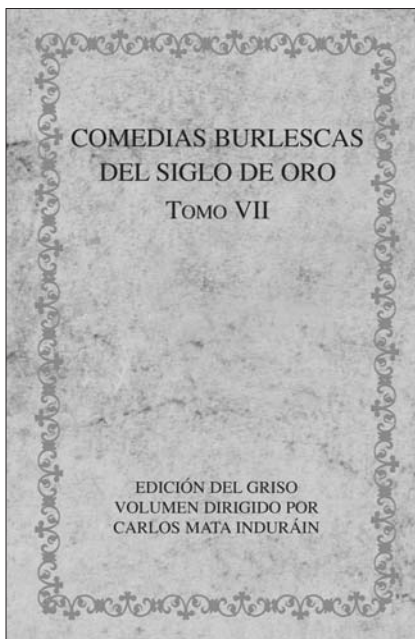 COMEDIAS BURLESCAS
DEL SIGLO DE ORO
TOMO VII
EDICIÓN DEL GRISO
VOLUMEN DIRIGIDO POR
CARLOS MATA INDURÁIN